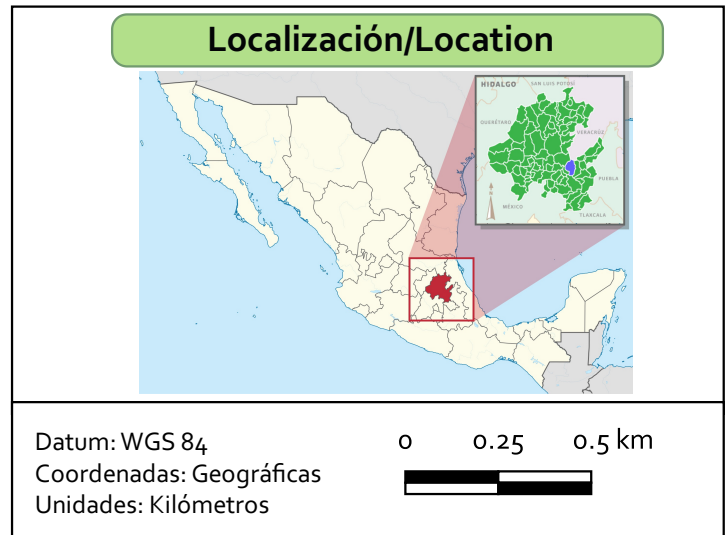 Localización/Location
HIDALGO
SAN LUIS POTOSÍ
QUERÉTARO
VERACRUZ
PUEBLA
MÉXICO
TLAXCALA
Datum: WGS 84
Coordenadas: Geográficas
Unidades: Kilómetros
0 0.25 0.5 km